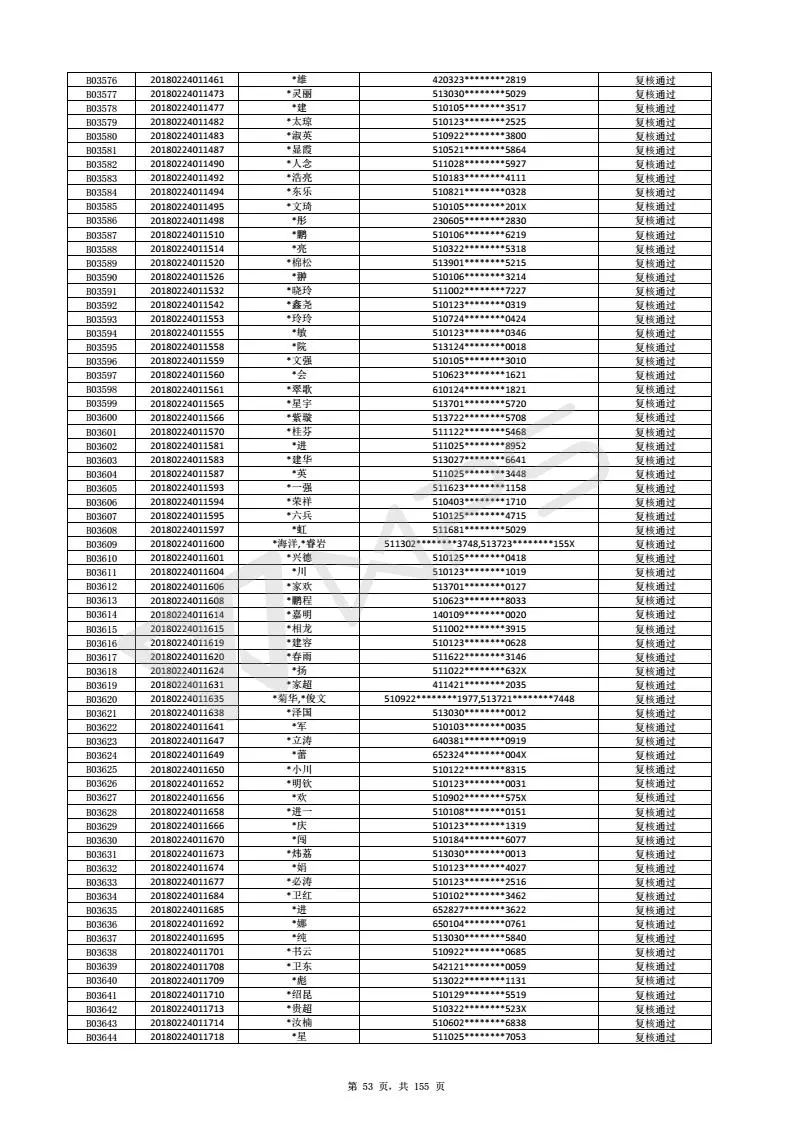 B03576 20180224011461 *雄 420323********2819 复核通过
B03577 20180224011473 *灵丽 513030********5029 复核通过
B03578 20180224011477 *建 510105********3517 复核通过
B03579 20180224011482 *太琼 510123********2525 复核通过
B03580 20180224011483 *淑英 510922********3800 复核通过
B03581 20180224011487 *显霞 510521********5864 复核通过
B03582 20180224011490 *人念 511028********5927 复核通过
B03583 20180224011492 *浩亮 510183********4111 复核通过
B03584 20180224011494 *东乐 510821********0328 复核通过
B03585 20180224011495 *文琦 510105********201X 复核通过
B03586 20180224011498 *彤 230605********2830 复核通过
B03587 20180224011510 *鹏 510106********6219 复核通过
B03588 20180224011514 *亮 510322********5318 复核通过
B03589 20180224011520 *棉松 513901********5215 复核通过
B03590 20180224011526 *翀 510106********3214 复核通过
B03591 20180224011532 *晓玲 511002********7227 复核通过
B03592 20180224011542 *鑫尧 510123********0319 复核通过
B03593 20180224011553 *玲玲 510724********0424 复核通过
B03594 20180224011555 *敏 510123********0346 复核通过
B03595 20180224011558 *院 513124********0018 复核通过
B03596 20180224011559 *文强 510105********3010 复核通过
B03597 20180224011560 *会 510623********1621 复核通过
B03598 20180224011561 *翠歌 610124********1821 复核通过
B03599 20180224011565 *星宇 513701********5720 复核通过
B03600 20180224011566 *紫璇 513722********5708 复核通过
B03601 20180224011570 *桂芬 511122********5468 复核通过
B03602 20180224011581 *进 511025********8952 复核通过
B03603 20180224011583 *建华 513027********6641 复核通过
B03604 20180224011587 *英 511025********3448 复核通过
B03605 20180224011593 *一强 511623********1158 复核通过
B03606 20180224011594 *荣祥 510403********1710 复核通过
B03607 20180224011595 *六兵 510125********4715 复核通过
B03608 20180224011597 *虹 511681********5029 复核通过
B03609 20180224011600 *海洋,*睿岩 511302********3748,513723********155X 复核通过
B03610 20180224011601 *兴德 510125********0418 复核通过
B03611 20180224011604 *川 510123********1019 复核通过
B03612 20180224011606 *家欢 513701********0127 复核通过
B03613 20180224011608 *鹏程 510623********8033 复核通过
B03614 20180224011614 *嘉明 140109********0020 复核通过
B03615 20180224011615 *相龙 511002********3915 复核通过
B03616 20180224011619 *建容 510123********0628 复核通过
B03617 20180224011620 *春雨 511622********3146 复核通过
B03618 20180224011624 *扬 511022********632X 复核通过
B03619 20180224011631 *家超 411421********2035 复核通过
B03620 20180224011635 *菊华,*俊文 510922********1977,513721********7448 复核通过
B03621 20180224011638 *泽国 513030********0012 复核通过
B03622 20180224011641 *军 510103********0035 复核通过
B03623 20180224011647 *立涛 640381********0919 复核通过
B03624 20180224011649 *蕾 652324********004X 复核通过
B03625 20180224011650 *小川 510122********8315 复核通过
B03626 20180224011652 *明钦 510123********0031 复核通过
B03627 20180224011656 *欢 510902********575X 复核通过
B03628 20180224011658 *进一 510108********0151 复核通过
B03629 20180224011666 *庆 510123********1319 复核通过
B03630 20180224011670 *闯 510184********6077 复核通过
B03631 20180224011673 *炜荔 513030********0013 复核通过
B03632 20180224011674 *娟 510123********4027 复核通过
B03633 20180224011677 *必涛 510123********2516 复核通过
B03634 20180224011684 *卫红 510102********3462 复核通过
B03635 20180224011685 *进 652827********3622 复核通过
B03636 20180224011692 *娜 650104********0761 复核通过
B03637 20180224011695 *纯 513030********5840 复核通过
B03638 20180224011701 *书云 510922********0685 复核通过
B03639 20180224011708 *卫东 542121********0059 复核通过
B03640 20180224011709 *彪 513022********1131 复核通过
B03641 20180224011710 *绍昆 510129********5519 复核通过
B03642 20180224011713 *贵超 510322********523X 复核通过
B03643 20180224011714 *汝楠 510602********6838 复核通过
B03644 20180224011718 *星 511025********7053 复核通过
第 53 页，共 155 页
WPS